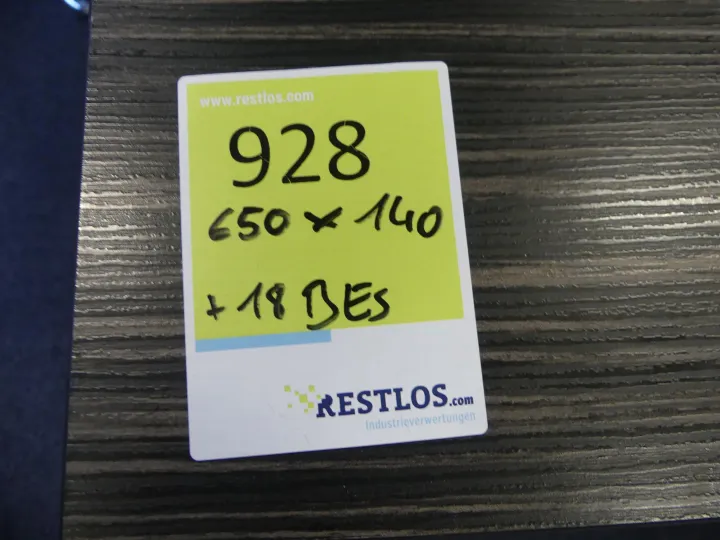 www.restlos.com
928
650 x 140
+ 18 BES
RESTLOS.com
Industrieverwertungen